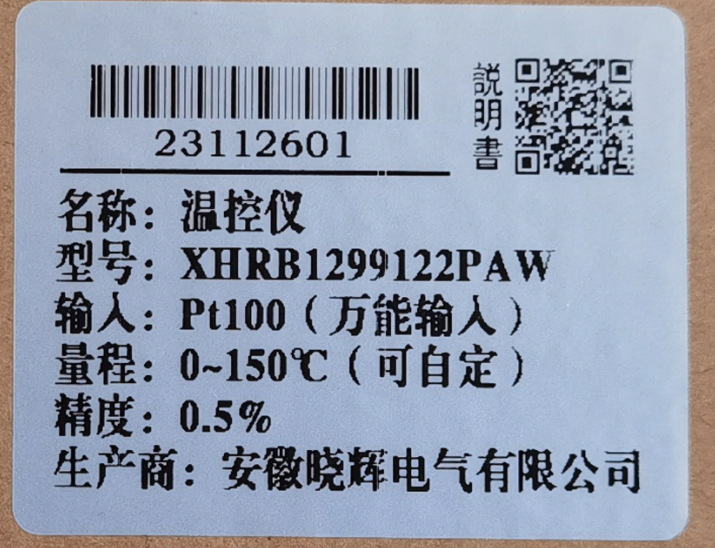 23112601
説明書
名称：温控仪
型号：XHRB1299122PAW
输入：Pt100（万能输入）
量程：0~150℃（可自定）
精度：0.5%
生产商：安徽晓辉电气有限公司